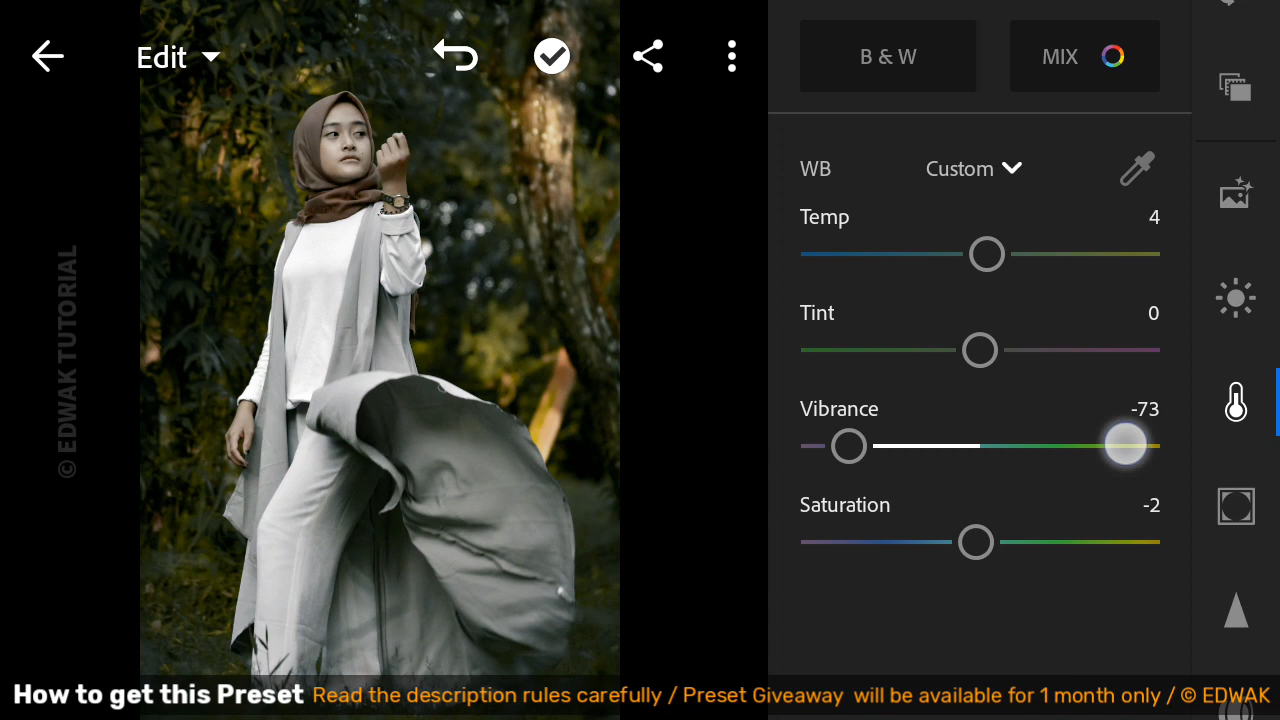 Edit
B & W
MIX
WB
Custom
Temp 4
Tint 0
Vibrance -73
Saturation -2
© EDWAK TUTORIAL
How to get this Preset Read the description rules carefully / Preset Giveaway will be available for 1 month only / © EDWAK